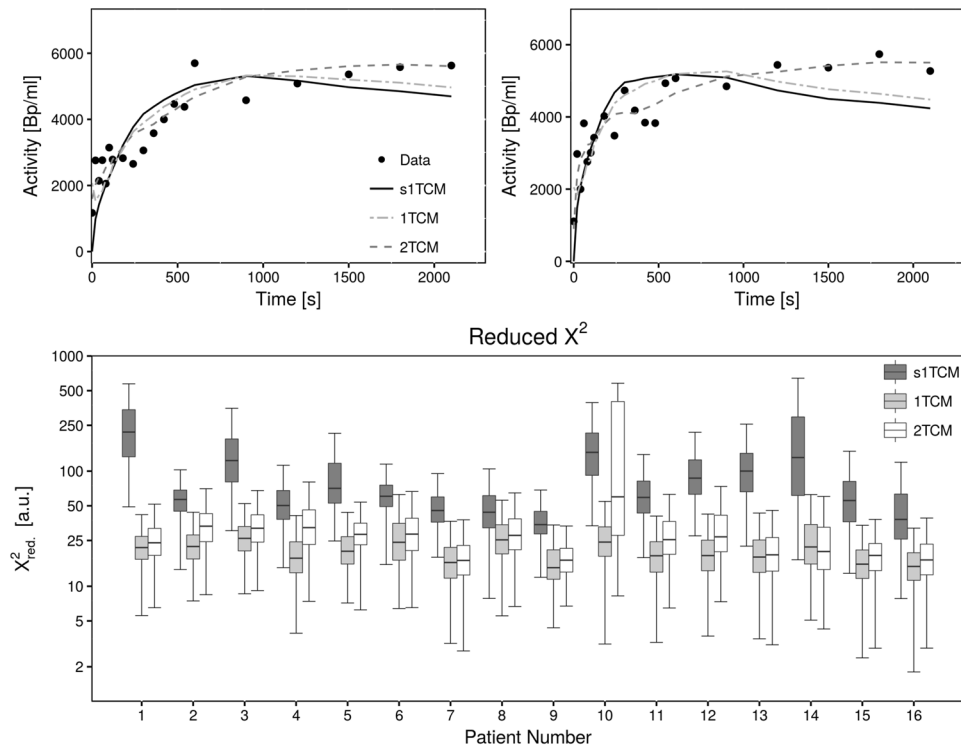 6000
4000
2000
0
Activity [Bp/ml]
Data
s1TCM
1TCM
2TCM
0 500 1000 1500 2000
Time [s]
6000
4000
2000
0
Activity [Bp/ml]
0 500 1000 1500 2000
Time [s]
Reduced X²
1000
500
250
100
50
25
10
5
2
X²red. [a.u.]
s1TCM
1TCM
2TCM
1 2 3 4 5 6 7 8 9 10 11 12 13 14 15 16
Patient Number